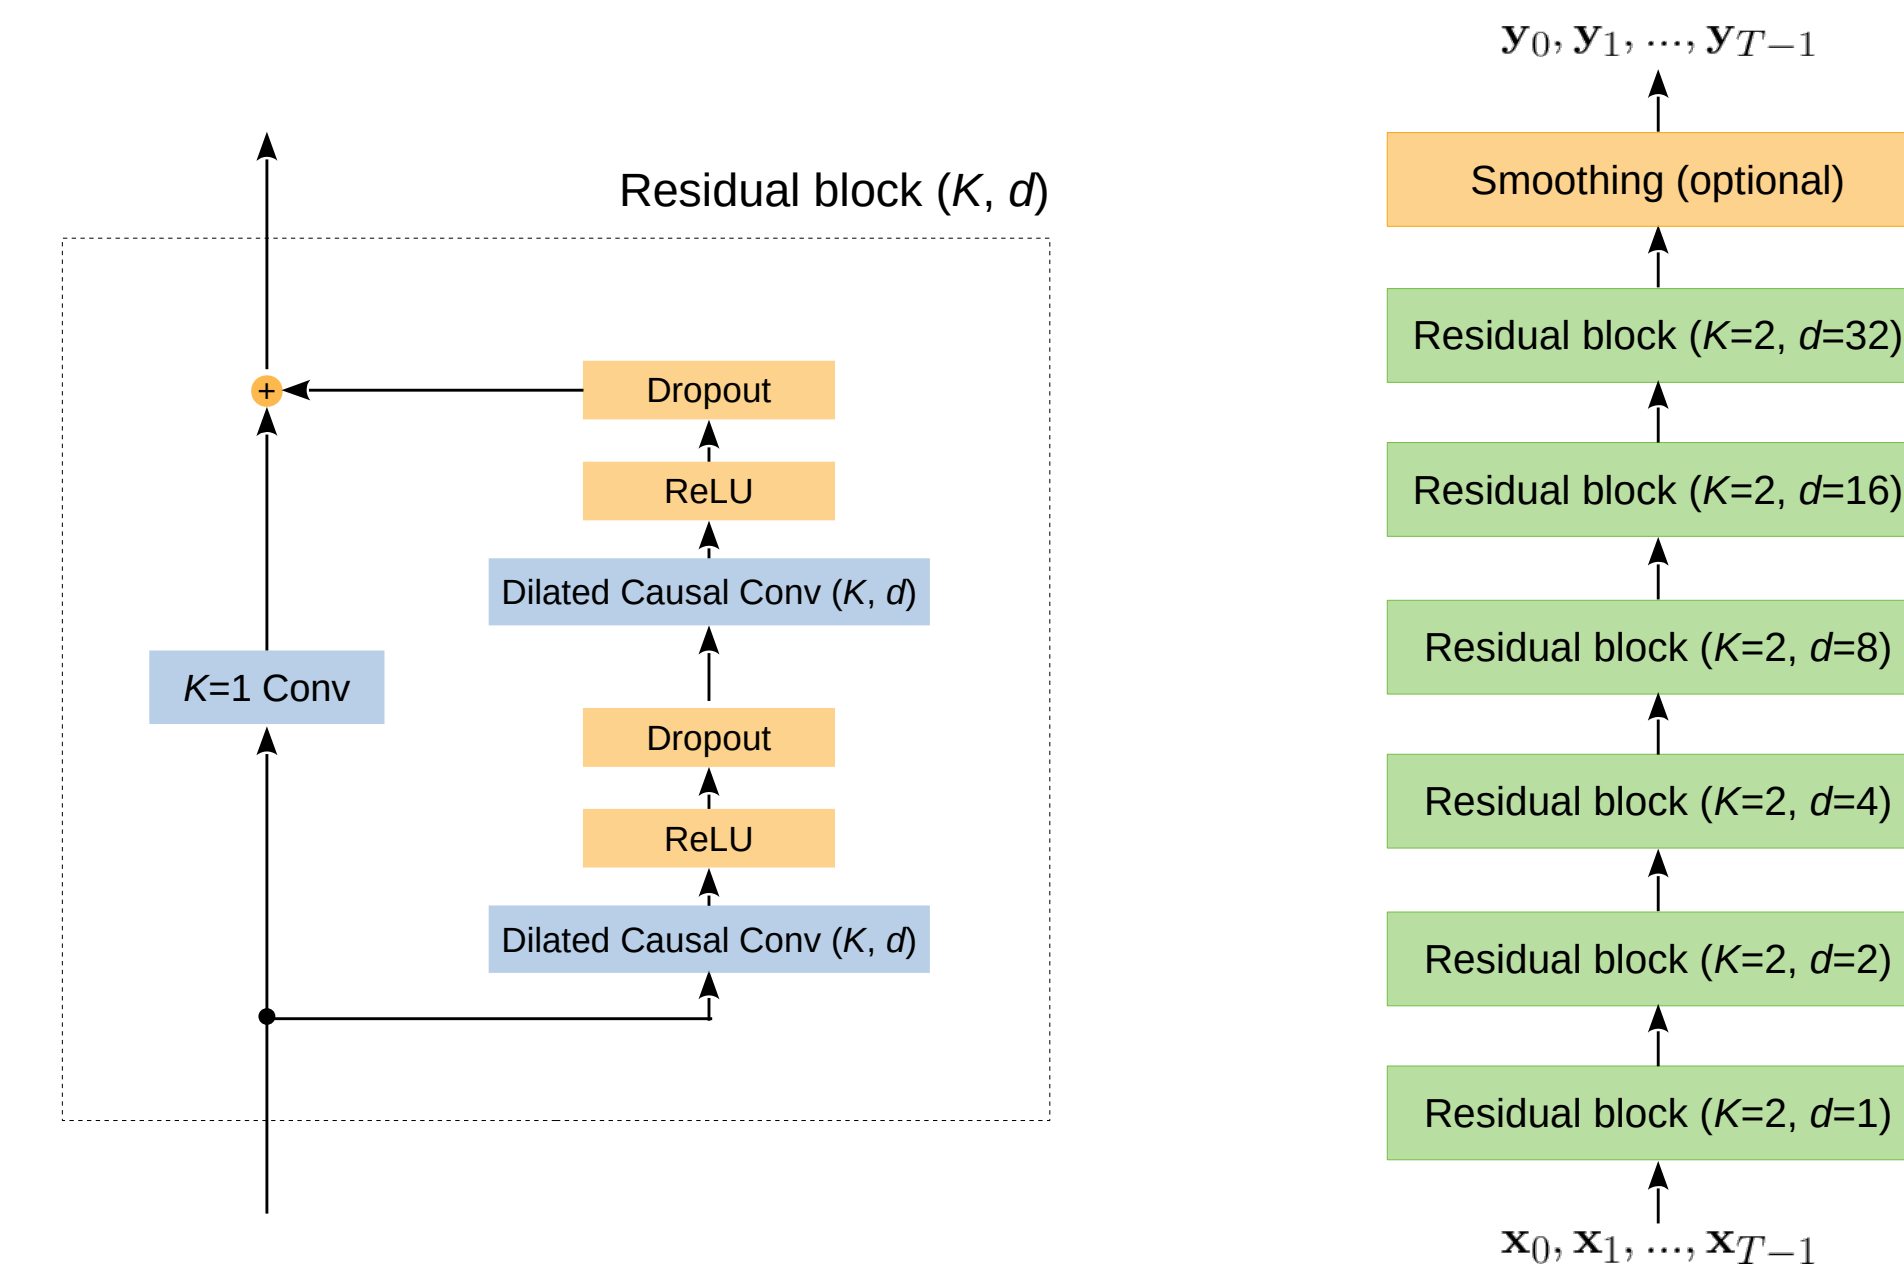 Residual block (K, d)
+
Dropout
ReLU
Dilated Causal Conv (K, d)
K=1 Conv
Dropout
ReLU
Dilated Causal Conv (K, d)
y₀, y₁, ..., y_{T−1}
Smoothing (optional)
Residual block (K=2, d=32)
Residual block (K=2, d=16)
Residual block (K=2, d=8)
Residual block (K=2, d=4)
Residual block (K=2, d=2)
Residual block (K=2, d=1)
x₀, x₁, ..., x_{T−1}